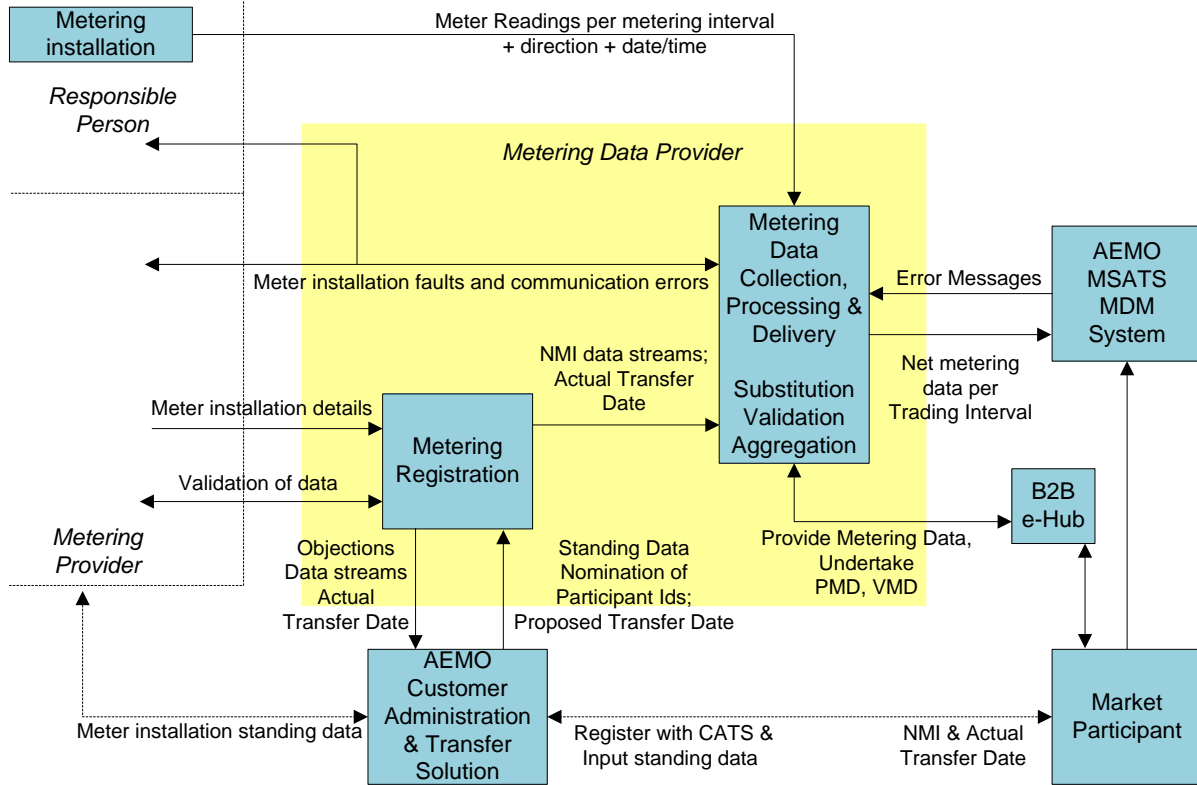 Metering
installation
Meter Readings per metering interval
+ direction + date/time
Responsible
Person
Metering Data Provider
Metering
Data
Collection,
Processing &
Delivery
Substitution
Validation
Aggregation
AEMO
MSATS
MDM
System
Error Messages
Meter installation faults and communication errors
Net metering
data per
Trading Interval
NMI data streams;
Actual Transfer
Date
Meter installation details
Metering
Registration
Validation of data
B2B
e-Hub
Metering
Provider
Objections
Data streams
Actual
Transfer Date
Standing Data
Nomination of
Participant Ids;
Proposed Transfer Date
Provide Metering Data,
Undertake
PMD, VMD
AEMO
Customer
Administration
& Transfer
Solution
Market
Participant
Meter installation standing data
Register with CATS &
Input standing data
NMI & Actual
Transfer Date